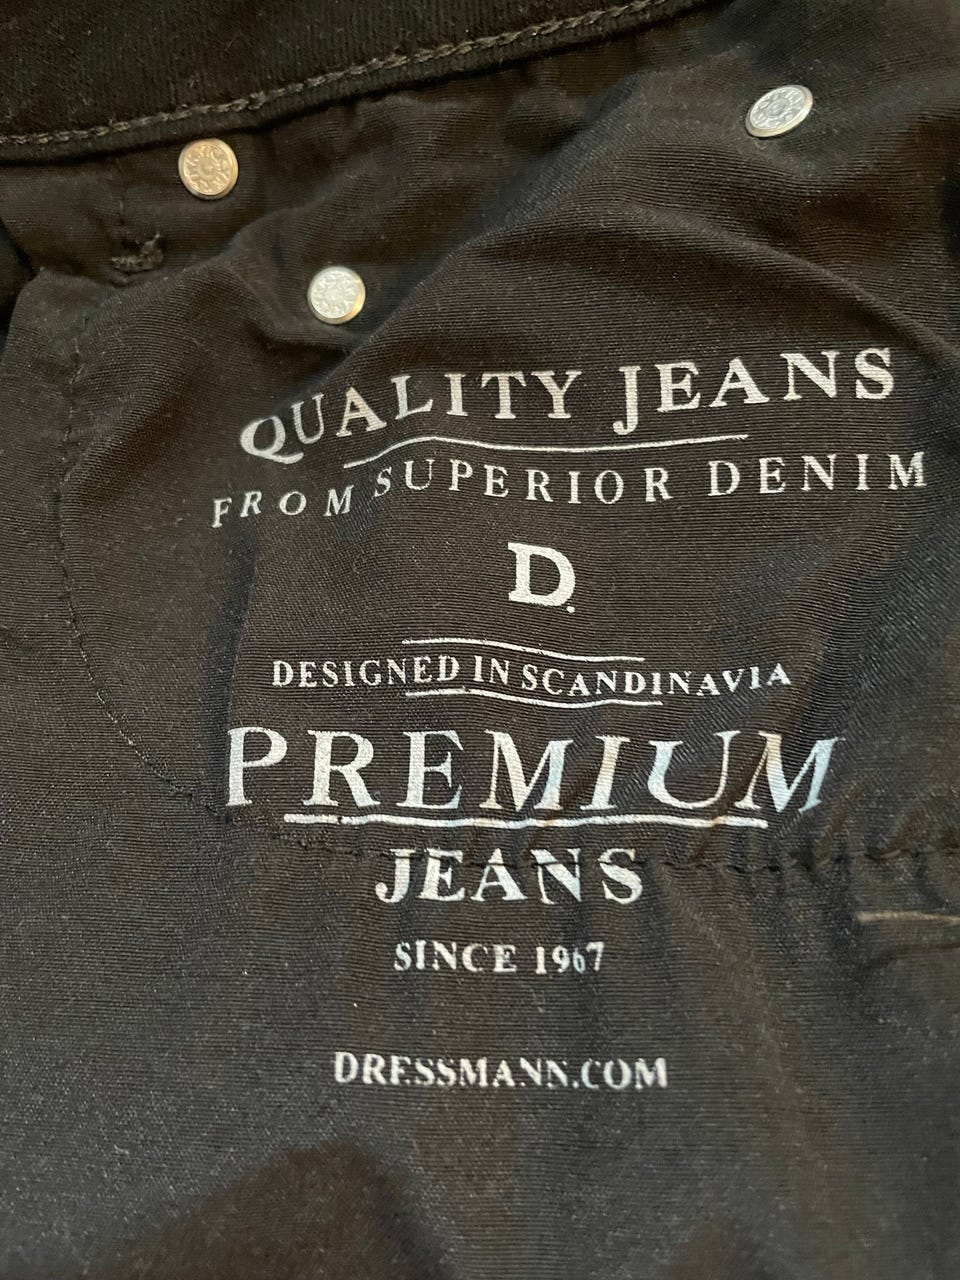 QUALITY JEANS
FROM SUPERIOR DENIM
D.
DESIGNED IN SCANDINAVIA
PREMIUM
JEANS
SINCE 1967
DRESSMANN.COM